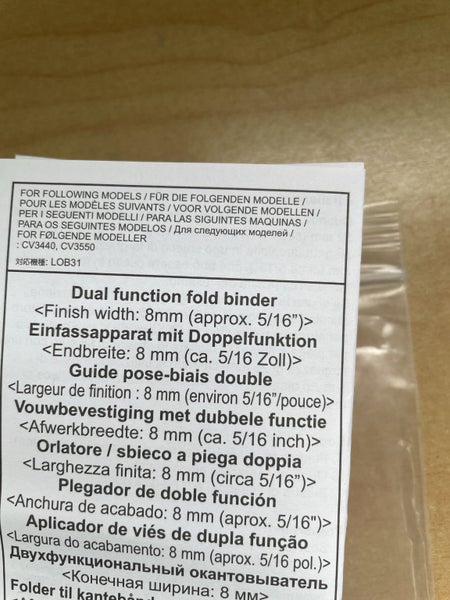 FOR FOLLOWING MODELS / FÜR DIE FOLGENDEN MODELLE /
POUR LES MODÈLES SUIVANTS / VOOR VOLGENDE MODELLEN /
PER I SEGUENTI MODELLI / PARA LAS SIGUINTES MAQUINAS /
PARA OS SEGUINTES MODELOS / Для следующих моделей /
FOR FØLGENDE MODELLER
: CV3440, CV3550
対応機種: LOB31
Dual function fold binder
<Finish width: 8mm (approx. 5/16”)>
Einfassapparat mit Doppelfunktion
<Endbreite: 8 mm (ca. 5/16 Zoll)>
Guide pose-biais double
<Largeur de finition : 8 mm (environ 5/16”/pouce)>
Vouwbevestiging met dubbele functie
<Afwerkbreedte: 8 mm (ca. 5/16 inch)>
Orlatore / sbieco a piega doppia
<Larghezza finita: 8 mm (circa 5/16”)>
Plegador de doble función
<Anchura de acabado: 8 mm (aprox. 5/16")>
Aplicador de viés de dupla função
<Largura do acabamento: 8 mm (aprox. 5/16 pol.)>
Двухфункциональный окантовыватель
<Конечная ширина: 8 мм>
Folder til kantebånd